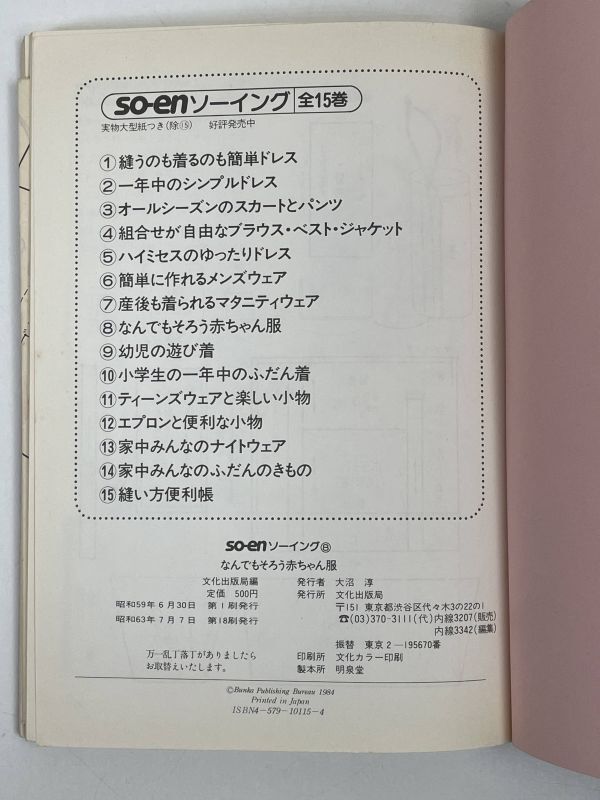 so-enソーイング 全15巻
実物大型紙つき(除⑮) 好評発売中
①縫うのも着るのも簡単ドレス
②一年中のシンプルドレス
③オールシーズンのスカートとパンツ
④組合せが自由なブラウス・ベスト・ジャケット
⑤ハイミセスのゆったりドレス
⑥簡単に作れるメンズウェア
⑦産後も着られるマタニティウェア
⑧なんでもそろう赤ちゃん服
⑨幼児の遊び着
⑩小学生の一年中のふだん着
⑪ティーンズウェアと楽しい小物
⑫エプロンと便利な小物
⑬家中みんなのナイトウェア
⑭家中みんなのふだんのきもの
⑮縫い方便利帳
so-enソーイング⑧
なんでもそろう赤ちゃん服
文化出版局編
定価 500円
昭和59年6月30日 第1刷発行
昭和63年7月7日 第18刷発行
万一乱丁落丁がありましたら
お取替えいたします。
発行者 大沼 淳
発行所 文化出版局
〒151 東京都渋谷区代々木3の22の1
☎(03)370-3111(代)内線3207(販売)
内線3342(編集)
振替 東京2-195670番
印刷所 文化カラー印刷
製本所 明泉堂
©Bunka Publishing Bureau 1984
Printed in Japan
ISBN4-579-10115-4